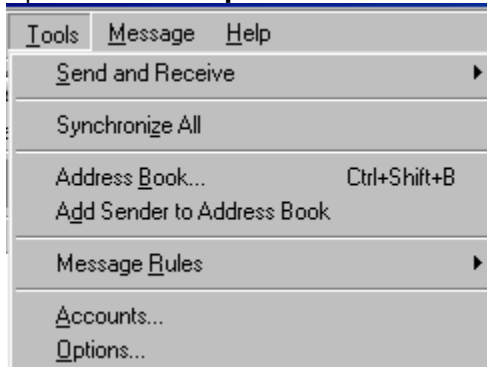 Tools Message Help
Send and Receive
Synchronize All
Address Book... Ctrl+Shift+B
Add Sender to Address Book
Message Rules
Accounts...
Options...